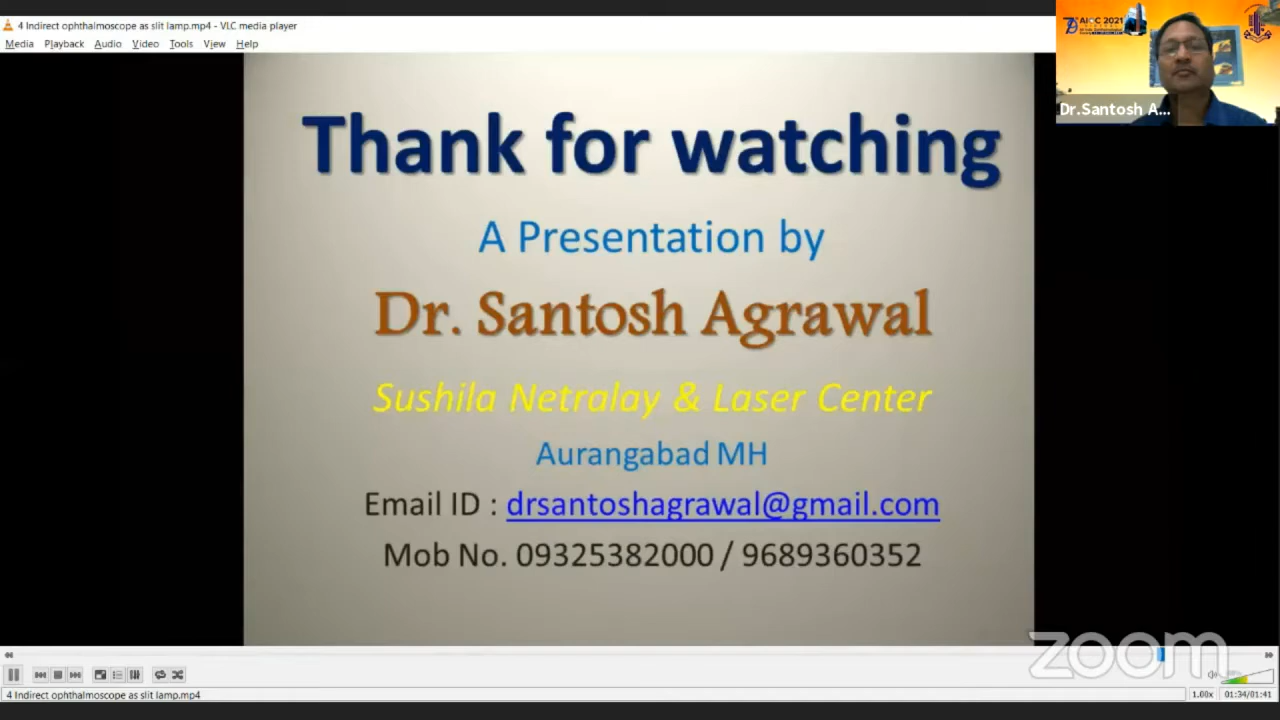 4 Indirect ophthalmoscope as slit lamp.mp4 - VLC media player
Media Playback Audio Video Tools View Help
AIOC 2021
Dr.Santosh A...
Thank for watching
A Presentation by
Dr. Santosh Agrawal
Sushila Netralay & Laser Center
Aurangabad MH
Email ID : drsantoshagrawal@gmail.com
Mob No. 09325382000 / 9689360352
zoom
4 Indirect ophthalmoscope as slit lamp.mp4
1.00x 01:34/01:41